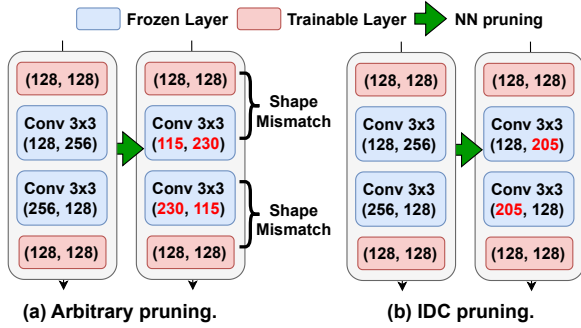 Frozen Layer
Trainable Layer
NN pruning
(128, 128)
Conv 3x3
(128, 256)
Conv 3x3
(256, 128)
(128, 128)
(128, 128)
Conv 3x3
(115, 230)
Conv 3x3
(230, 115)
(128, 128)
Shape
Mismatch
Shape
Mismatch
(a) Arbitrary pruning.
(128, 128)
Conv 3x3
(128, 256)
Conv 3x3
(256, 128)
(128, 128)
(128, 128)
Conv 3x3
(128, 205)
Conv 3x3
(205, 128)
(128, 128)
(b) IDC pruning.